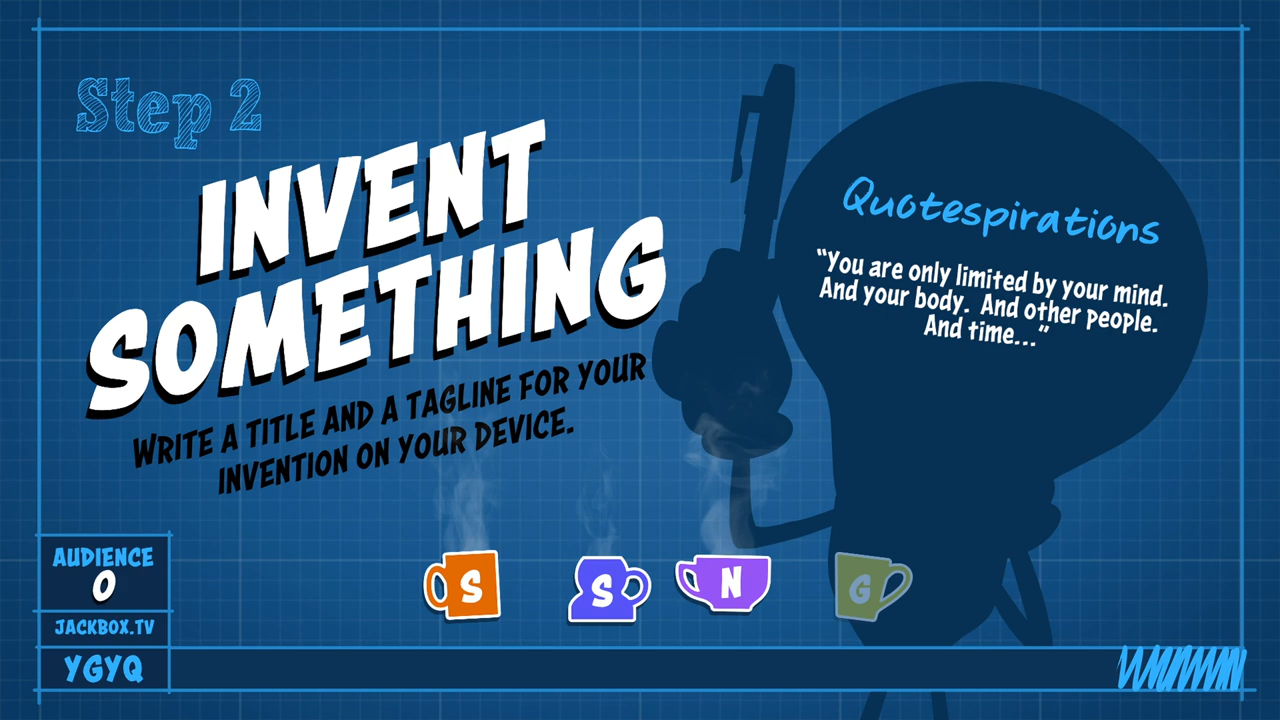 Step 2
INVENT
SOMETHING
WRITE A TITLE AND A TAGLINE FOR YOUR
INVENTION ON YOUR DEVICE.
Quotespirations
“You are only limited by your mind.
And your body. And other people.
And time...”
S
S
N
G
AUDIENCE
0
JACKBOX.TV
YGYQ